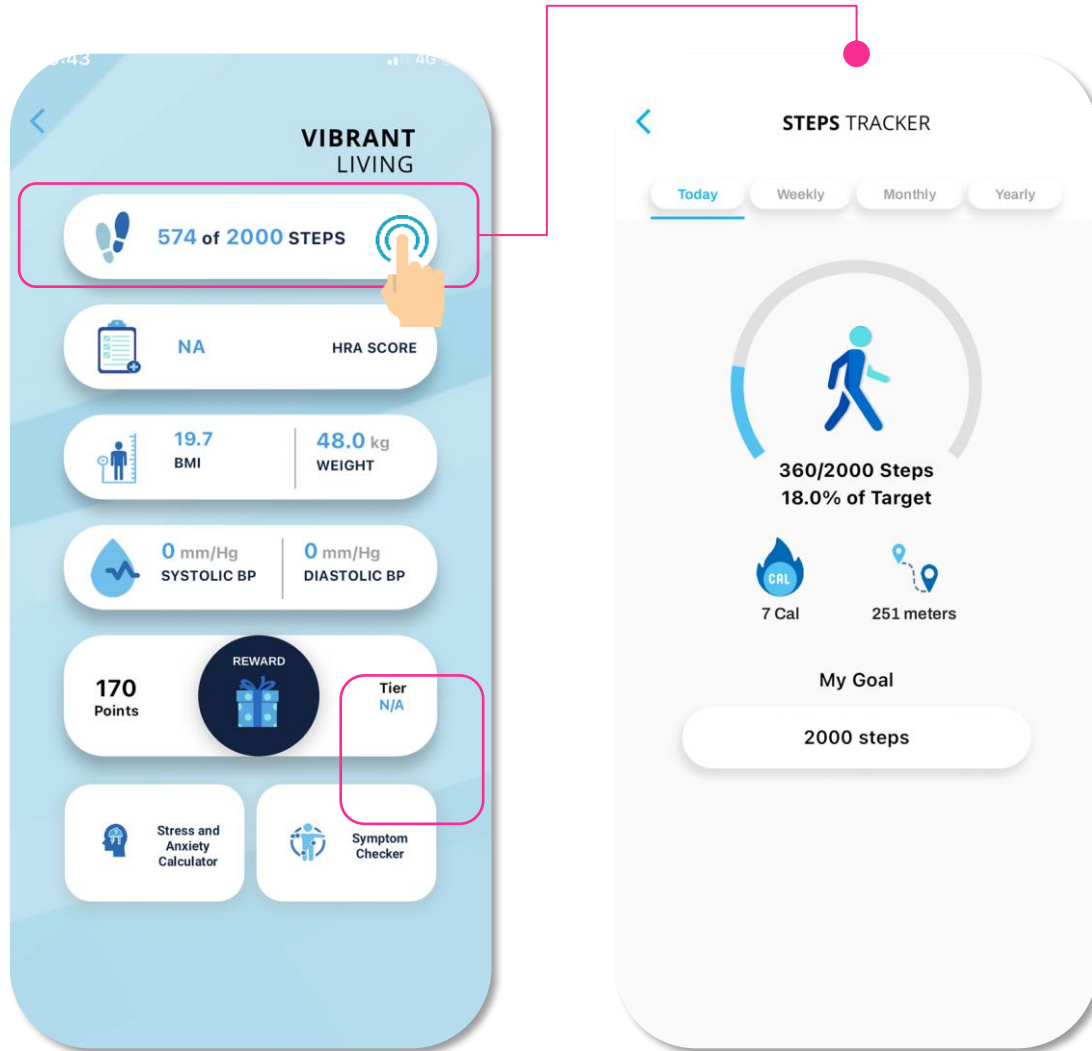 VIBRANT
LIVING
574 of 2000 STEPS
NA HRA SCORE
19.7
BMI
48.0 kg
WEIGHT
0 mm/Hg
SYSTOLIC BP
0 mm/Hg
DIASTOLIC BP
170
Points
REWARD
Tier
N/A
Stress and
Anxiety
Calculator
Symptom
Checker
STEPS TRACKER
Today Weekly Monthly Yearly
360/2000 Steps
18.0% of Target
CAL
7 Cal
251 meters
My Goal
2000 steps